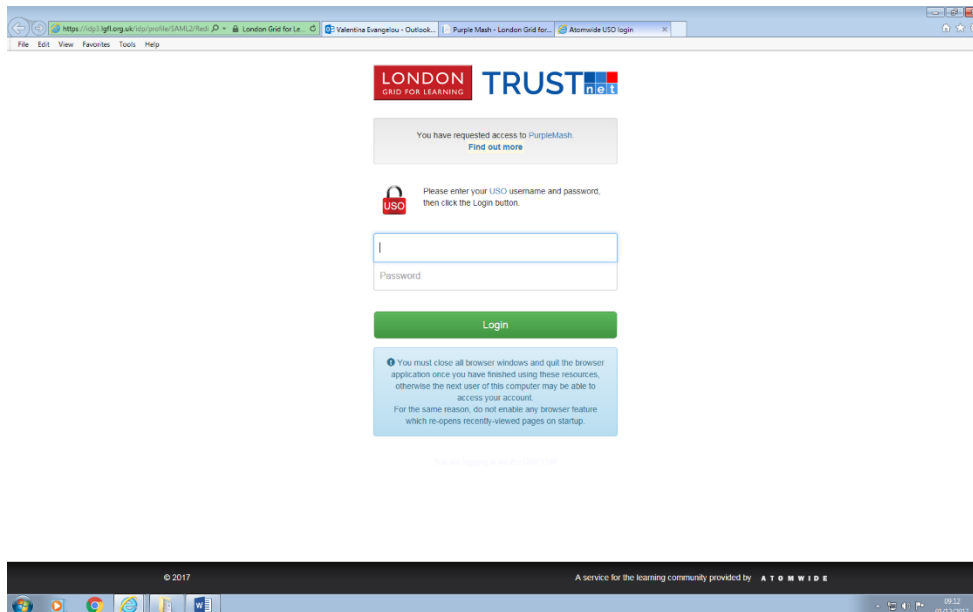 https://idp3.lgfl.org.uk/idp/profile/SAML2/Redi
London Grid for Le...
Valentina Evangelou - Outlook...
Purple Mash - London Grid for...
Atomwide USO login
File Edit View Favorites Tools Help
LONDON
GRID FOR LEARNING
TRUST
net
You have requested access to PurpleMash.
Find out more
USO
Please enter your USO username and password,
then click the Login button.
Password
Login
You must close all browser windows and quit the browser
application once you have finished using these resources,
otherwise the next user of this computer may be able to
access your account.
For the same reason, do not enable any browser feature
which re-opens recently-viewed pages on startup.
© 2017
A service for the learning community provided by ATOMWIDE
09:12
01/12/2017